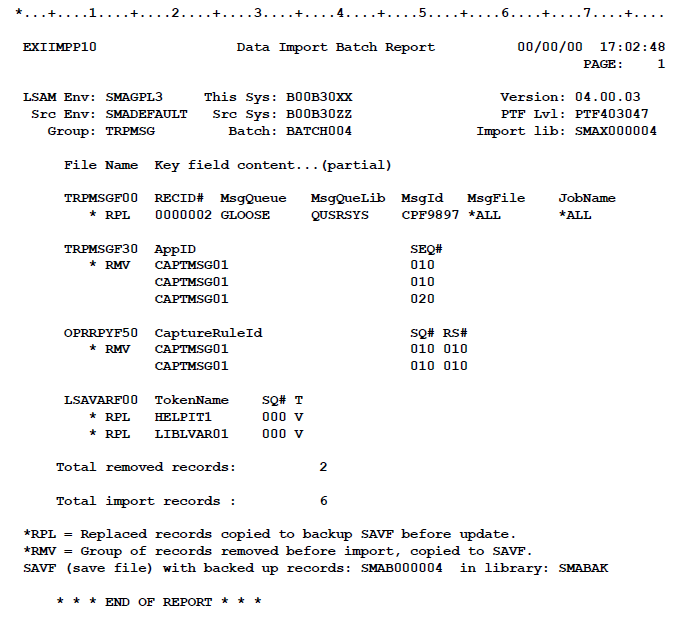 *...+....1....+....2....+....3....+....4....+....5....+....6....+....7....+....
EXIIMPP10                 Data Import Batch Report          00/00/00  17:02:48
                                                                    PAGE:    1
LSAM Env: SMAGPL3     This Sys: B00B30XX                  Version: 04.00.03
 Src Env: SMADEFAULT   Src Sys: B00B30ZZ                  PTF Lvl: PTF403047
   Group: TRPMSG         Batch: BATCH004               Import lib: SMAX000004
     File Name  Key field content...(partial)
     TRPMSGF00  RECID#  MsgQueue   MsgQueLib  MsgId   MsgFile    JobName
        * RPL   0000002 GLOOSE     QUSRSYS    CPF9897 *ALL       *ALL
     TRPMSGF30  AppID                          SEQ#
        * RMV   CAPTMSG01                      010
                CAPTMSG01                      010
                CAPTMSG01                      020
     OPRRPYF50  CaptureRuleId                  SQ# RS#
        * RMV   CAPTMSG01                      010 010
                CAPTMSG01                      010 010
     LSAVARF00  TokenName    SQ# T
        * RPL   HELPIT1      000 V
        * RPL   LIBLVAR01    000 V
    Total removed records:          2
    Total import records :          6
*RPL = Replaced records copied to backup SAVF before update.
*RMV = Group of records removed before import, copied to SAVF.
SAVF (save file) with backed up records: SMAB000004  in library: SMABAK
    * * * END OF REPORT * * *